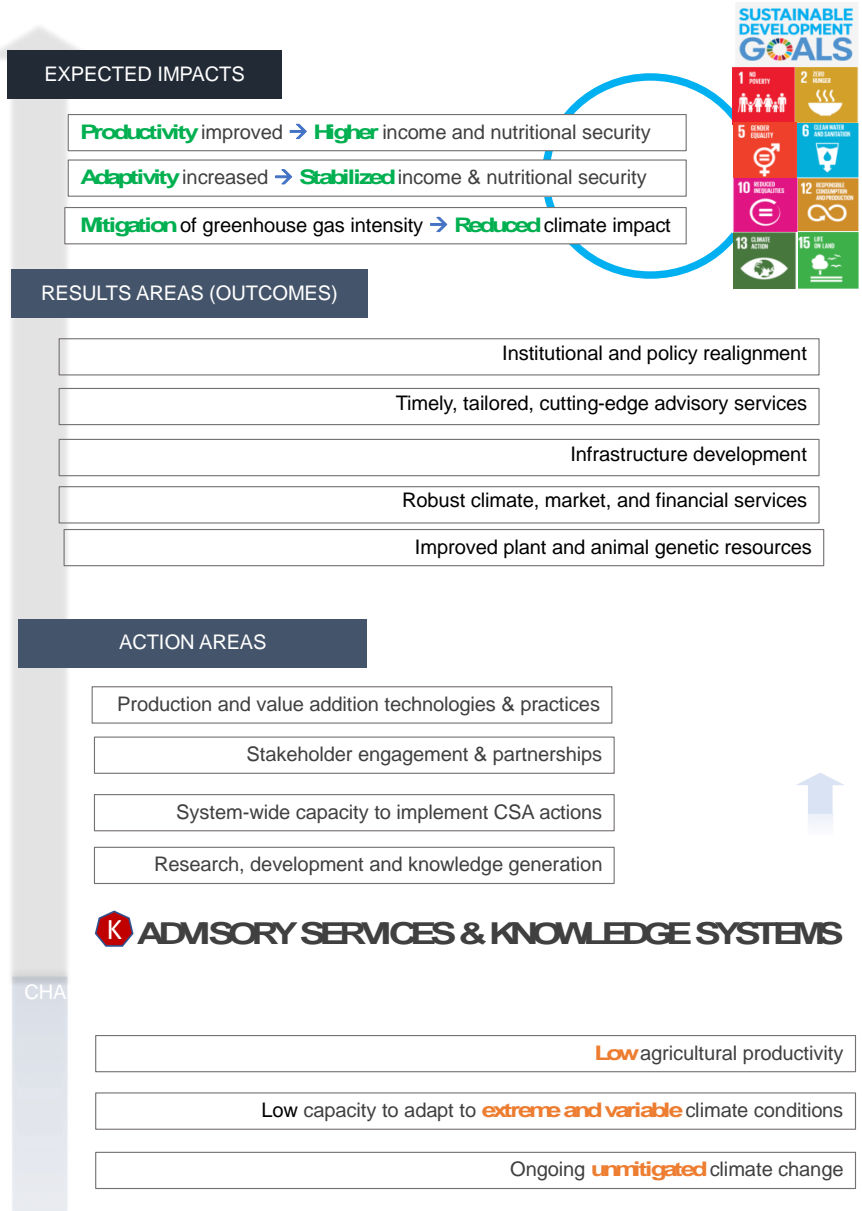 SUSTAINABLE
DEVELOPMENT
GOALS
EXPECTED IMPACTS
1 NO POVERTY
2 ZERO HUNGER
Productivity improved → Higher income and nutritional security
5 GENDER EQUALITY
6 CLEAN WATER AND SANITATION
Adaptivity increased → Stabilized income & nutritional security
10 REDUCED INEQUALITIES
12 RESPONSIBLE CONSUMPTION AND PRODUCTION
Mitigation of greenhouse gas intensity → Reduced climate impact
13 CLIMATE ACTION
15 LIFE ON LAND
RESULTS AREAS (OUTCOMES)
Institutional and policy realignment
Timely, tailored, cutting-edge advisory services
Infrastructure development
Robust climate, market, and financial services
Improved plant and animal genetic resources
ACTION AREAS
Production and value addition technologies & practices
Stakeholder engagement & partnerships
System-wide capacity to implement CSA actions
Research, development and knowledge generation
K ADVISORY SERVICES & KNOWLEDGE SYSTEMS
CHA
Low agricultural productivity
Low capacity to adapt to extreme and variable climate conditions
Ongoing unmitigated climate change